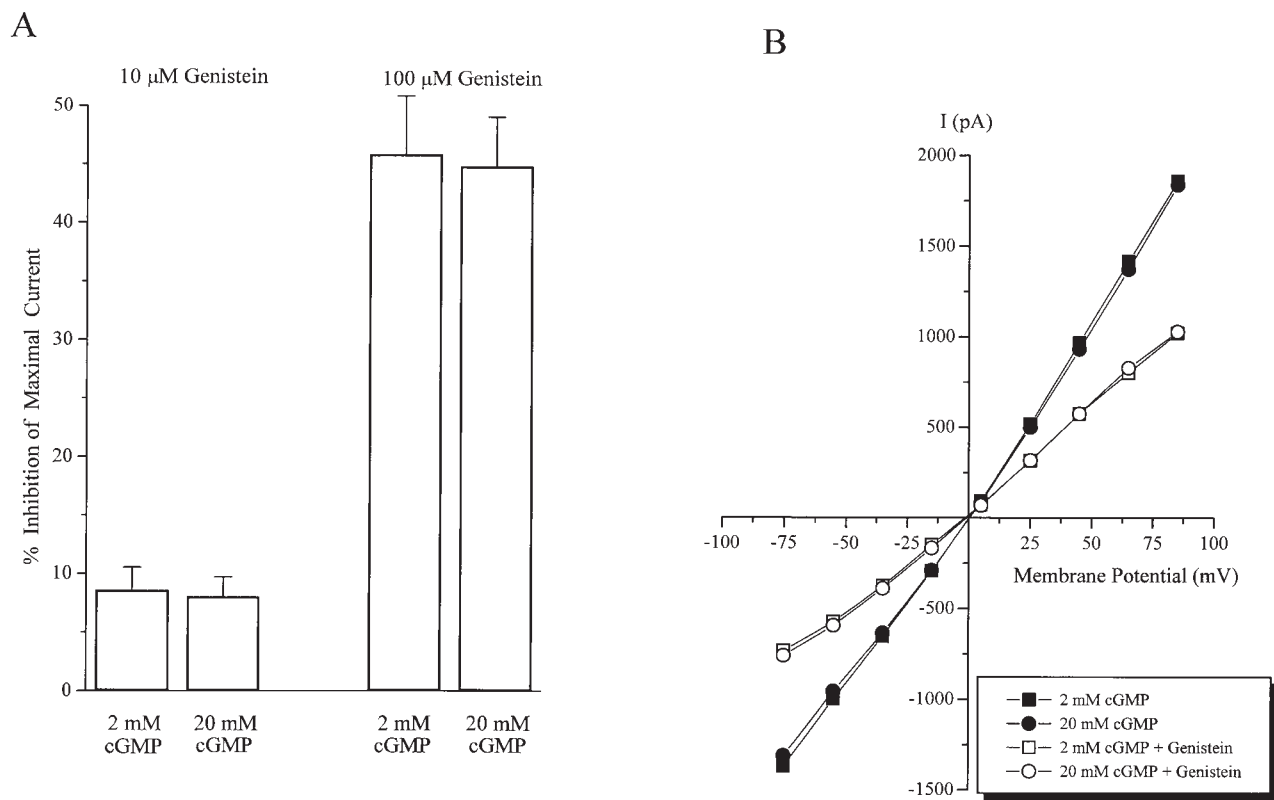 A
10 μM Genistein
100 μM Genistein
% Inhibition of Maximal Current
50
40
30
20
10
0
2 mM
cGMP
20 mM
cGMP
2 mM
cGMP
20 mM
cGMP
B
I (pA)
2000
1500
1000
500
-100
-75
-50
-25
25
50
75
100
Membrane Potential (mV)
-500
-1000
-1500
2 mM cGMP
20 mM cGMP
2 mM cGMP + Genistein
20 mM cGMP + Genistein